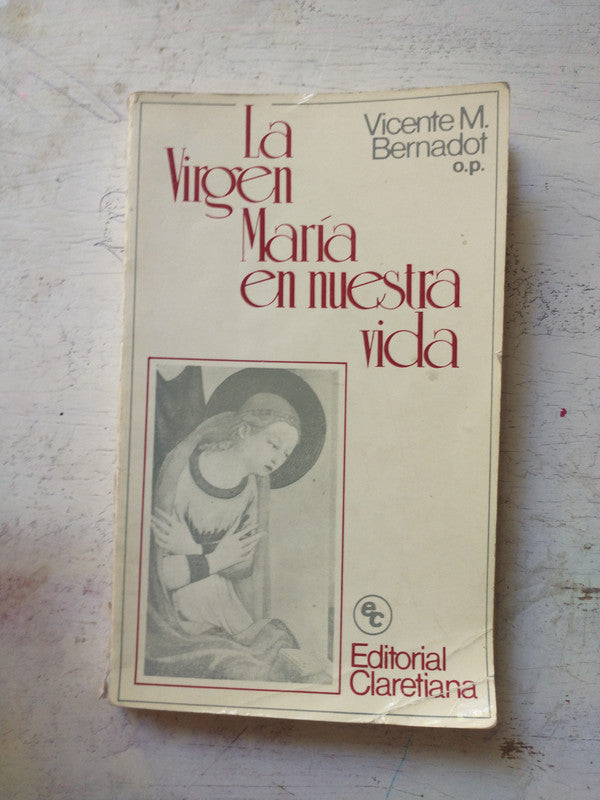 La
Virgen
María
en nuestra
vida
Vicente M.
Bernadot
o.p.
ec
Editorial
Claretiana